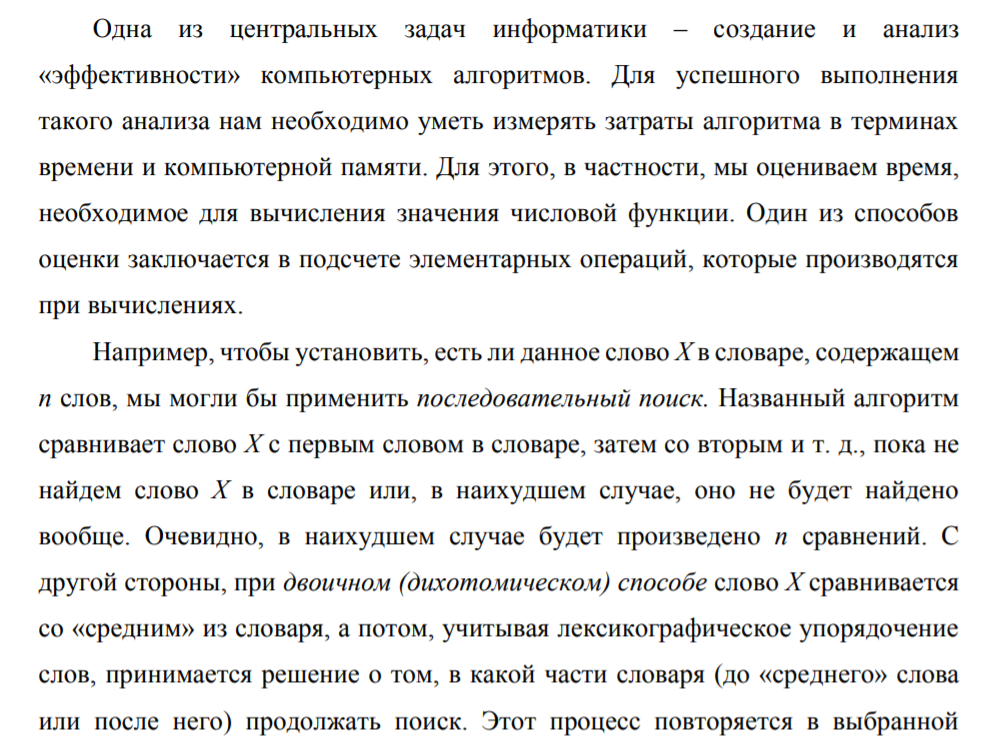 Одна из центральных задач информатики – создание и анализ
«эффективности» компьютерных алгоритмов. Для успешного выполнения
такого анализа нам необходимо уметь измерять затраты алгоритма в терминах
времени и компьютерной памяти. Для этого, в частности, мы оцениваем время,
необходимое для вычисления значения числовой функции. Один из способов
оценки заключается в подсчете элементарных операций, которые производятся
при вычислениях.
Например, чтобы установить, есть ли данное слово X в словаре, содержащем
n слов, мы могли бы применить последовательный поиск. Названный алгоритм
сравнивает слово X с первым словом в словаре, затем со вторым и т. д., пока не
найдем слово X в словаре или, в наихудшем случае, оно не будет найдено
вообще. Очевидно, в наихудшем случае будет произведено n сравнений. С
другой стороны, при двоичном (дихотомическом) способе слово X сравнивается
со «средним» из словаря, а потом, учитывая лексикографическое упорядочение
слов, принимается решение о том, в какой части словаря (до «среднего» слова
или после него) продолжать поиск. Этот процесс повторяется в выбранной